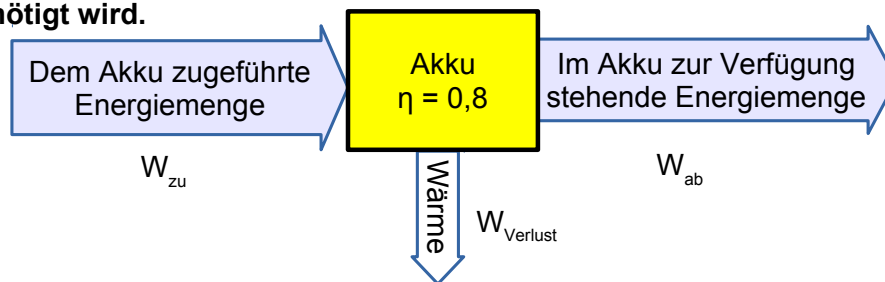 nötigt wird.
Dem Akku zugeführte
Energiemenge
Akku
η = 0,8
Im Akku zur Verfügung
stehende Energiemenge
W_zu
Wärme
W_Verlust
W_ab